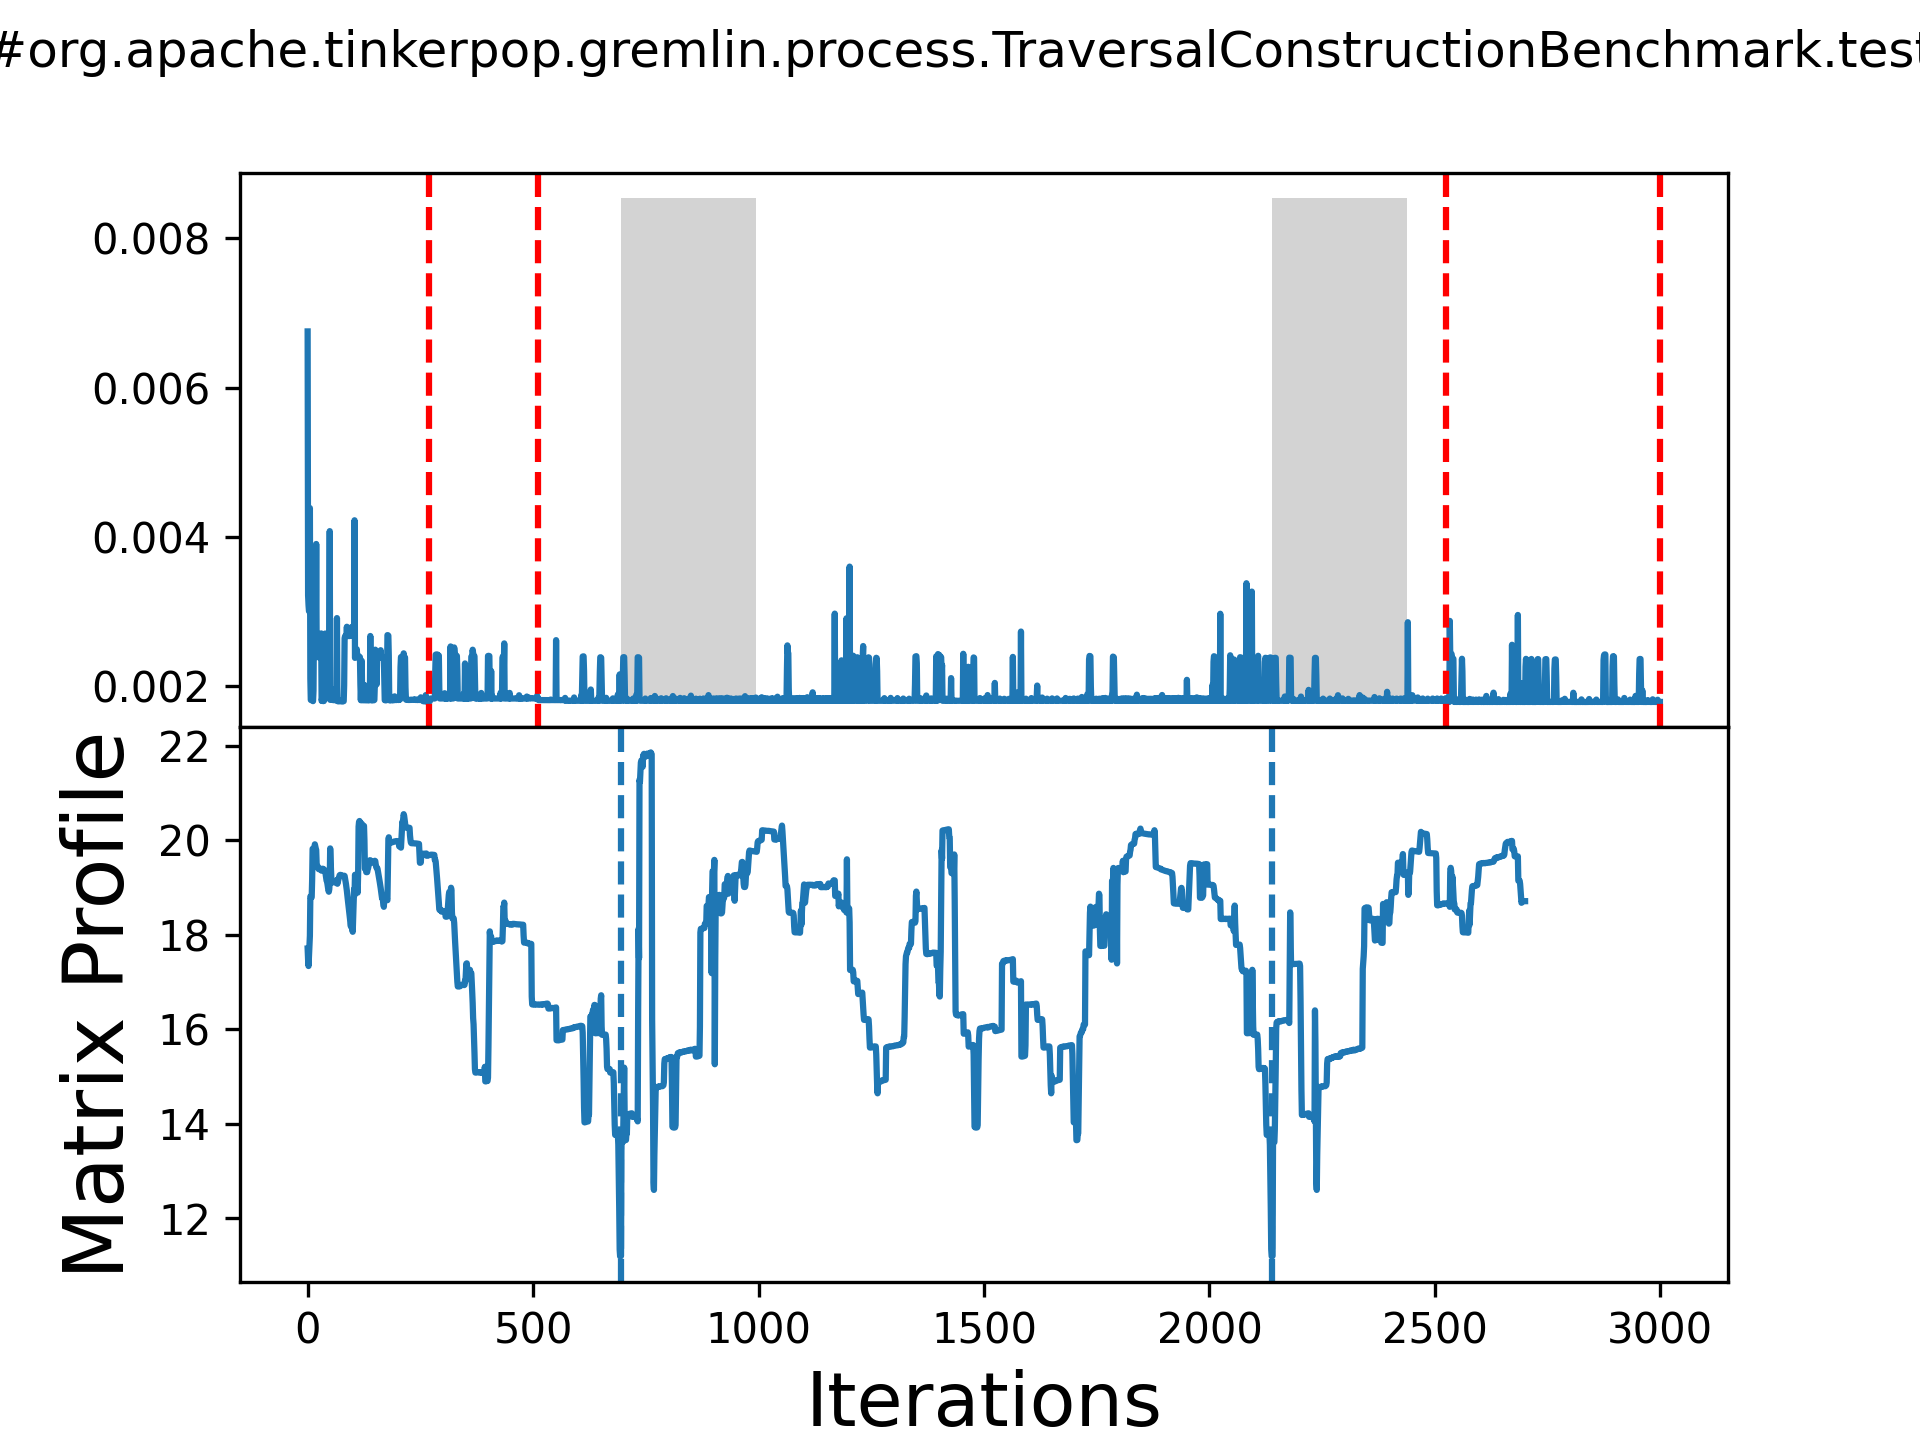 #org.apache.tinkerpop.gremlin.process.TraversalConstructionBenchmark.test
0.008
0.006
0.004
0.002
Matrix Profile
22
20
18
16
14
12
0 500 1000 1500 2000 2500 3000
Iterations